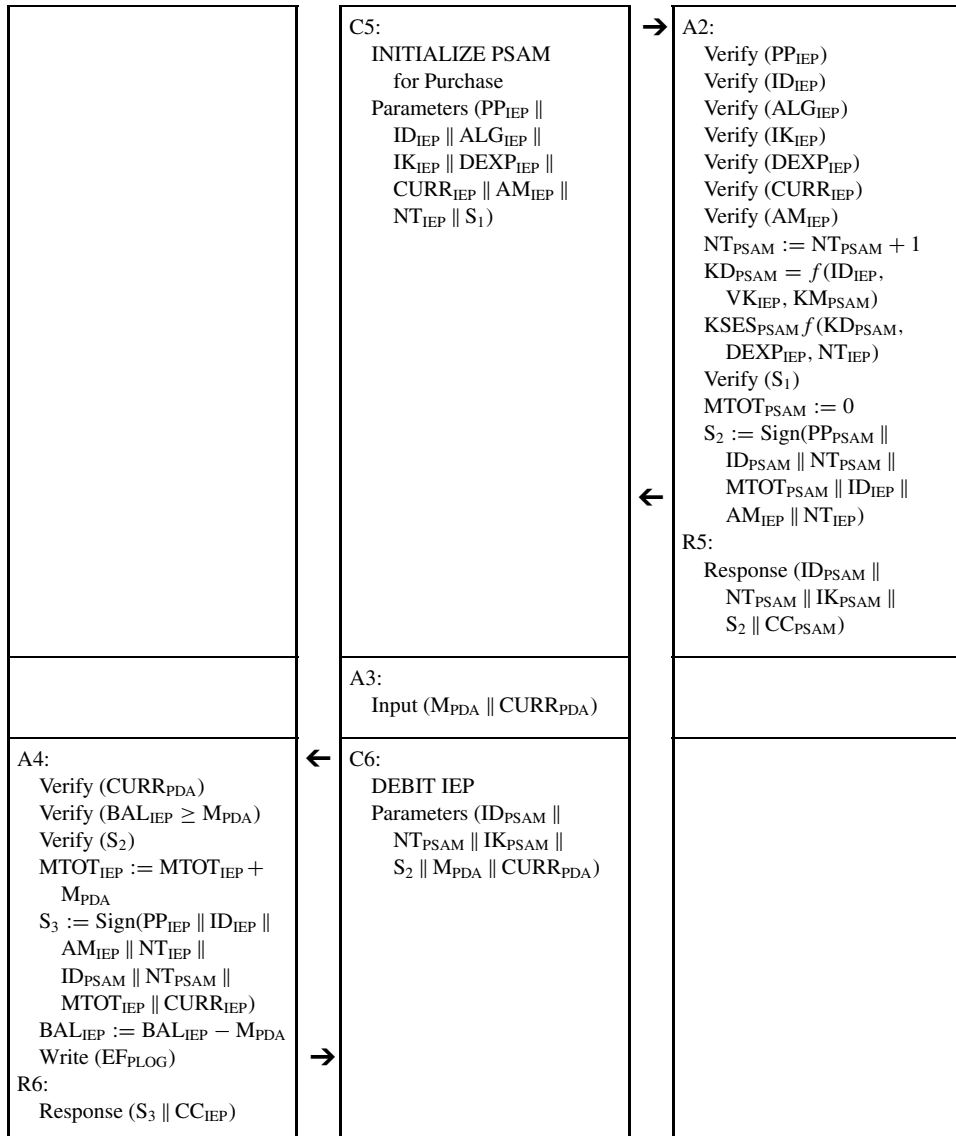 C5:
INITIALIZE PSAM
for Purchase
Parameters (PP_IEP ∥
ID_IEP ∥ ALG_IEP ∥
IK_IEP ∥ DEXP_IEP ∥
CURR_IEP ∥ AM_IEP ∥
NT_IEP ∥ S_1)
➔
A2:
Verify (PP_IEP)
Verify (ID_IEP)
Verify (ALG_IEP)
Verify (IK_IEP)
Verify (DEXP_IEP)
Verify (CURR_IEP)
Verify (AM_IEP)
NT_PSAM := NT_PSAM + 1
KD_PSAM = f(ID_IEP,
VK_IEP, KM_PSAM)
KSES_PSAM f(KD_PSAM,
DEXP_IEP, NT_IEP)
Verify (S_1)
MTOT_PSAM := 0
S_2 := Sign(PP_PSAM ∥
ID_PSAM ∥ NT_PSAM ∥
MTOT_PSAM ∥ ID_IEP ∥
AM_IEP ∥ NT_IEP)
R5:
Response (ID_PSAM ∥
NT_PSAM ∥ IK_PSAM ∥
S_2 ∥ CC_PSAM)
A3:
Input (M_PDA ∥ CURR_PDA)
A4:
Verify (CURR_PDA)
Verify (BAL_IEP ≥ M_PDA)
Verify (S_2)
MTOT_IEP := MTOT_IEP +
M_PDA
S_3 := Sign(PP_IEP ∥ ID_IEP ∥
AM_IEP ∥ NT_IEP ∥
ID_PSAM ∥ NT_PSAM ∥
MTOT_IEP ∥ CURR_IEP)
BAL_IEP := BAL_IEP − M_PDA
Write (EF_PLOG)
R6:
Response (S_3 ∥ CC_IEP)
C6:
DEBIT IEP
Parameters (ID_PSAM ∥
NT_PSAM ∥ IK_PSAM ∥
S_2 ∥ M_PDA ∥ CURR_PDA)